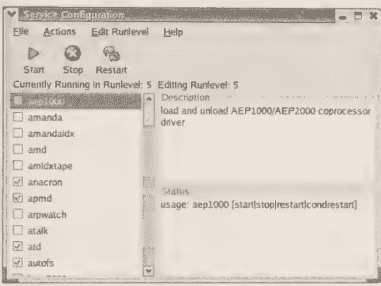 Service Configuration
File Actions Edit Runlevel Help
Start Stop Restart
Currently Running in Runlevel: 5 Editing Runlevel: 5
aep1000
amanda
amandaidx
amd
amidxtape
anacron
apmd
arpwatch
atalk
atd
autofs
Description
load and unload AEP1000/AEP2000 coprocessor
driver
Status
usage: aep1000 [start|stop|restart|condrestart]